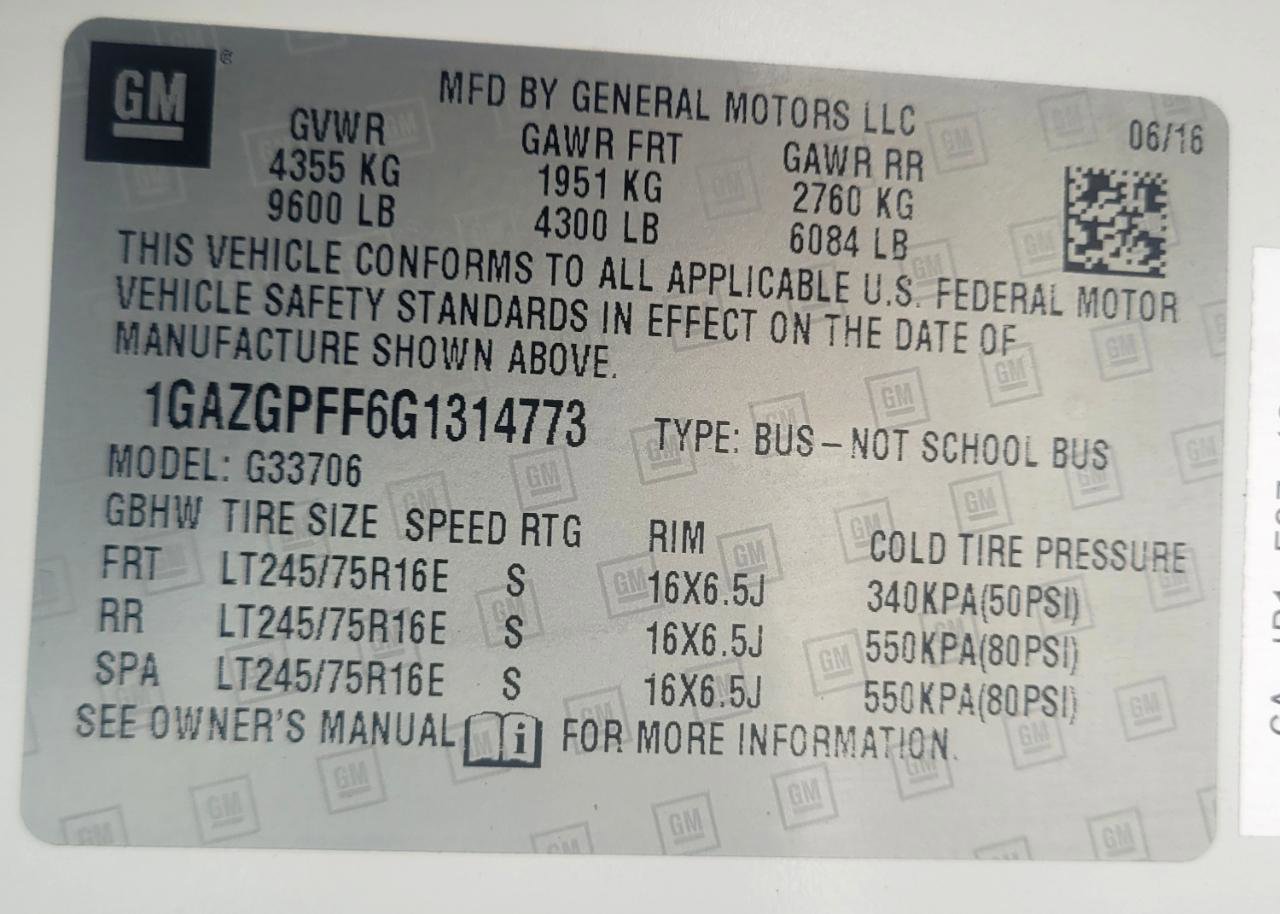 GM®
MFD BY GENERAL MOTORS LLC
06/16
GVWR GAWR FRT GAWR RR
4355 KG 1951 KG 2760 KG
9600 LB 4300 LB 6084 LB
THIS VEHICLE CONFORMS TO ALL APPLICABLE U.S. FEDERAL MOTOR
VEHICLE SAFETY STANDARDS IN EFFECT ON THE DATE OF
MANUFACTURE SHOWN ABOVE.
1GAZGPFF6G1314773 TYPE: BUS – NOT SCHOOL BUS
MODEL: G33706
GBHW TIRE SIZE SPEED RTG RIM COLD TIRE PRESSURE
FRT LT245/75R16E S 16X6.5J 340KPA(50PSI)
RR LT245/75R16E S 16X6.5J 550KPA(80PSI)
SPA LT245/75R16E S 16X6.5J 550KPA(80PSI)
SEE OWNER'S MANUAL i FOR MORE INFORMATION.